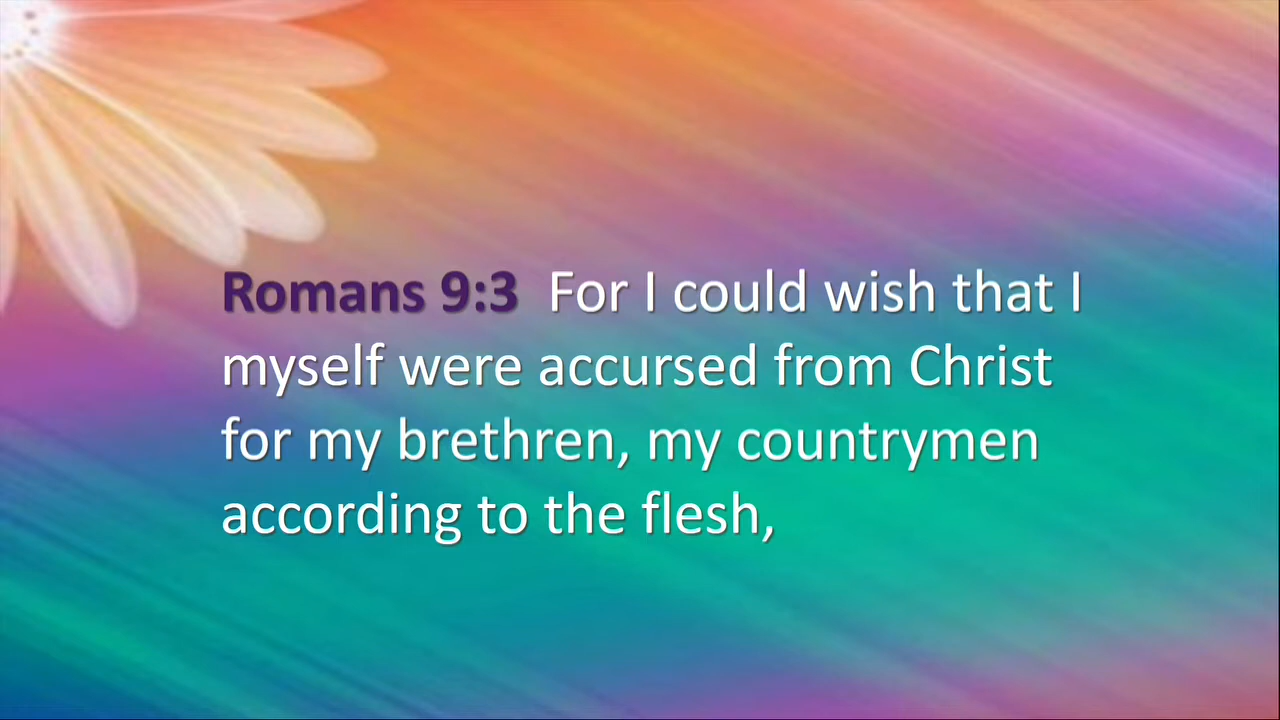 Romans 9:3 For I could wish that I
myself were accursed from Christ
for my brethren, my countrymen
according to the flesh,